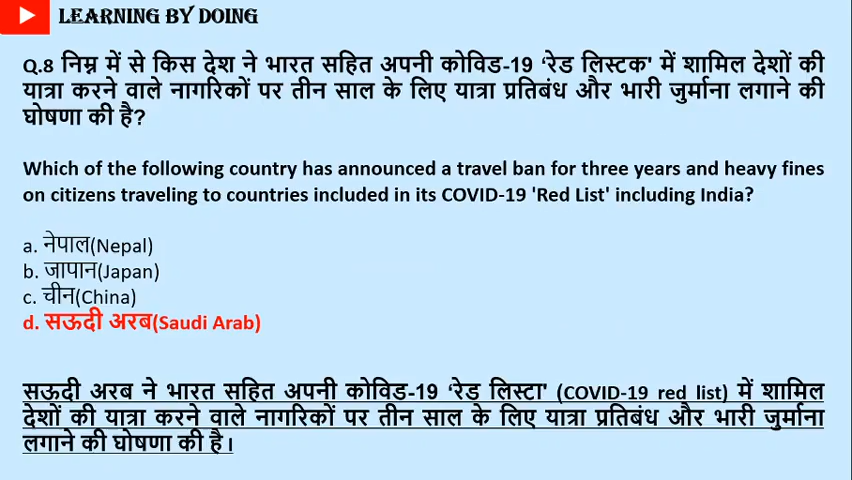 LEARNING BY DOING
Q.8 निम्न में से किस देश ने भारत सहित अपनी कोविड-19 ‘रेड लिस्टक' में शामिल देशों की
यात्रा करने वाले नागरिकों पर तीन साल के लिए यात्रा प्रतिबंध और भारी जुर्माना लगाने की
घोषणा की है?
Which of the following country has announced a travel ban for three years and heavy fines
on citizens traveling to countries included in its COVID-19 'Red List' including India?
a. नेपाल(Nepal)
b. जापान(Japan)
c. चीन(China)
d. सऊदी अरब(Saudi Arab)
सऊदी अरब ने भारत सहित अपनी कोविड-19 ‘रेड लिस्टा' (COVID-19 red list) में शामिल
देशों की यात्रा करने वाले नागरिकों पर तीन साल के लिए यात्रा प्रतिबंध और भारी जुर्माना
लगाने की घोषणा की है।